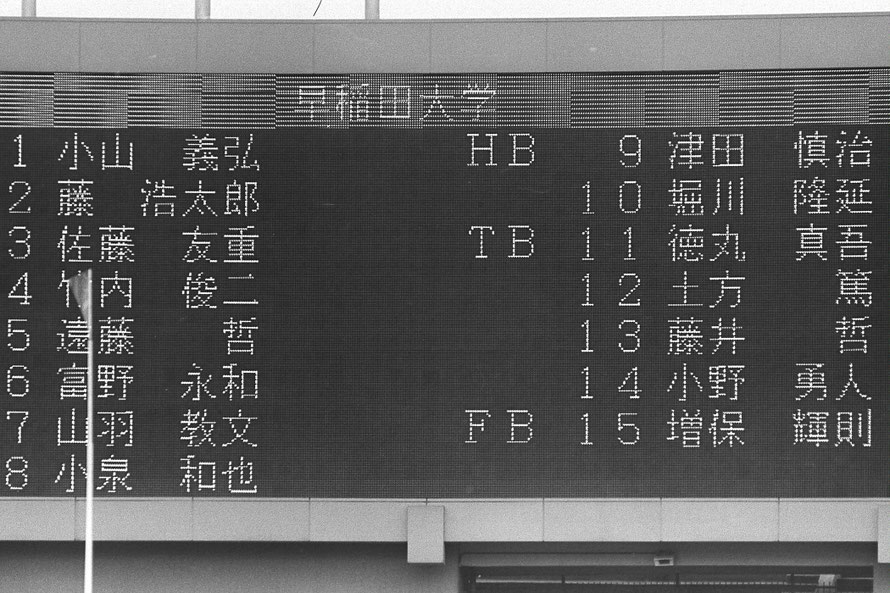 早稲田大学
1 小山 義弘 HB 9 津田 慎治
2 藤 浩太郎 10 堀川 隆延
3 佐藤 友重 TB 11 徳丸 真吾
4 竹内 俊二 12 土方 篤
5 遠藤 哲 13 藤井 哲
6 富野 永和 14 小野 勇人
7 山羽 教文 FB 15 増保 輝則
8 小泉 和也